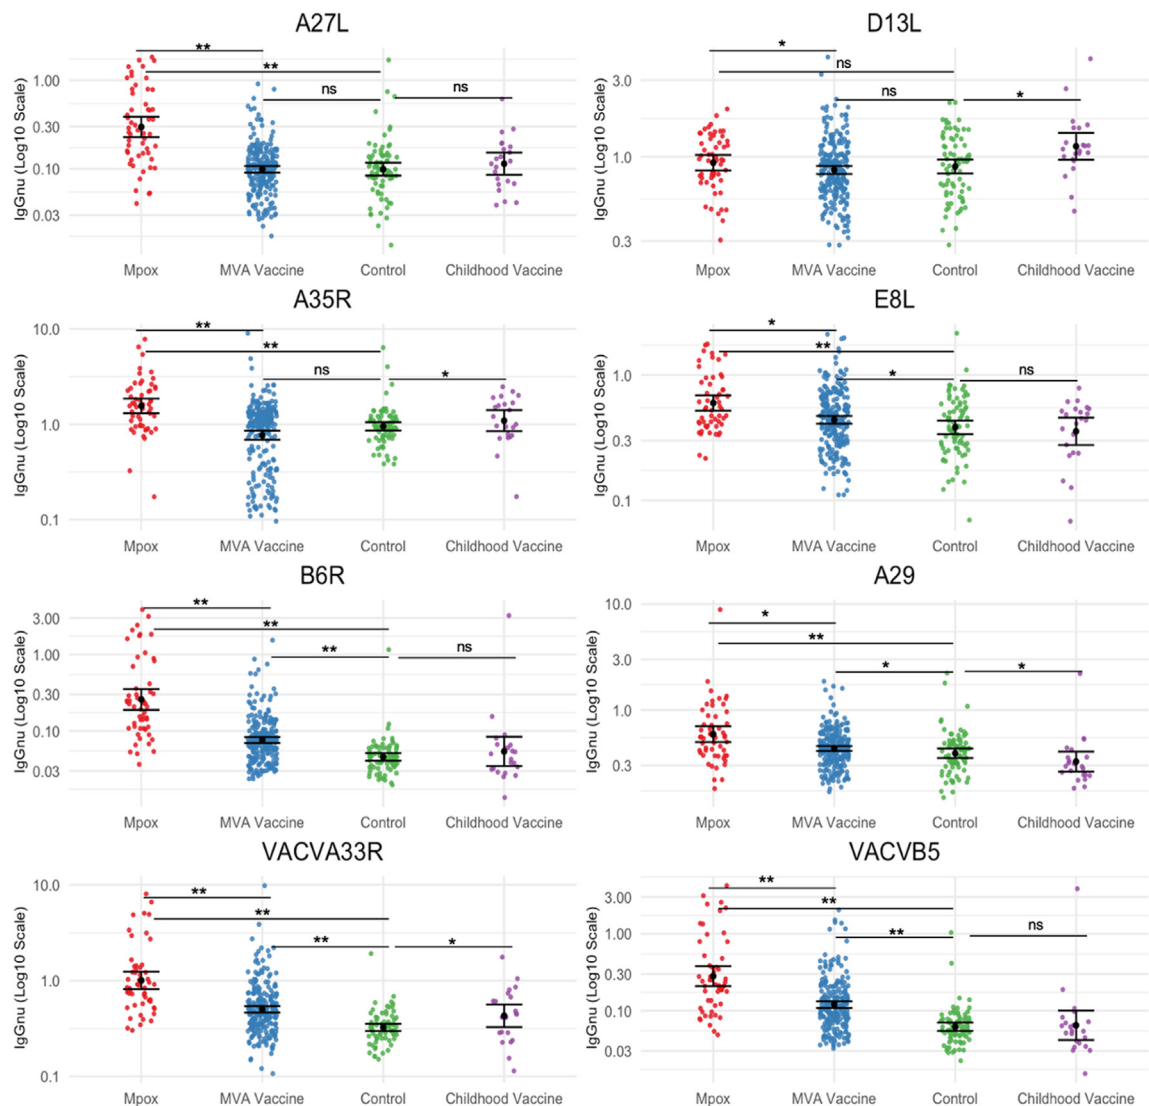 A27L
**
**
ns
ns
IgGnu (Log10 Scale)
1.00
0.30
0.10
0.03
Mpox
MVA Vaccine
Control
Childhood Vaccine
D13L
*
ns
ns
*
IgGnu (Log10 Scale)
3.0
1.0
0.3
Mpox
MVA Vaccine
Control
Childhood Vaccine
A35R
**
**
ns
*
IgGnu (Log10 Scale)
10.0
1.0
0.1
Mpox
MVA Vaccine
Control
Childhood Vaccine
E8L
*
**
*
ns
IgGnu (Log10 Scale)
1.0
0.3
0.1
Mpox
MVA Vaccine
Control
Childhood Vaccine
B6R
**
**
**
ns
IgGnu (Log10 Scale)
3.00
1.00
0.30
0.10
0.03
Mpox
MVA Vaccine
Control
Childhood Vaccine
A29
*
**
*
*
IgGnu (Log10 Scale)
10.0
3.0
1.0
0.3
Mpox
MVA Vaccine
Control
Childhood Vaccine
VACVA33R
**
**
**
*
IgGnu (Log10 Scale)
10.0
1.0
0.1
Mpox
MVA Vaccine
Control
Childhood Vaccine
VACVB5
**
**
**
ns
IgGnu (Log10 Scale)
3.00
1.00
0.30
0.10
0.03
Mpox
MVA Vaccine
Control
Childhood Vaccine